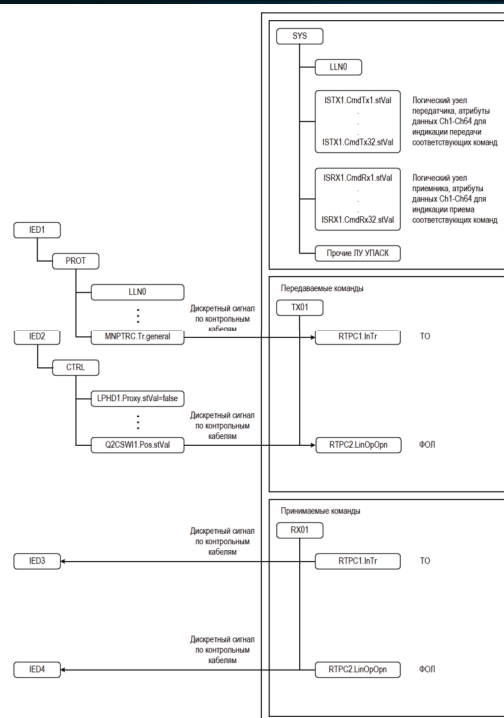 SYS
LLN0
ISTX1.CmdTx1.stVal
.
.
.
ISTX1.CmdTx32.stVal
Логический узел
передатчика, атрибуты
данных Ch1-Ch64 для
индикации передачи
соответствующих команд
ISRX1.CmdRx1.stVal
.
.
.
ISRX1.CmdRx32.stVal
Логический узел
приемника, атрибуты
данных Ch1-Ch64 для
индикации приема
соответствующих команд
Прочие ЛУ УПАСК
IED1
PROT
LLN0
MNPTRC.Tr.general
Дискретный сигнал
по контрольным
кабелям
Передаваемые команды
TX01
RTPC1.InTr
ТО
IED2
CTRL
LPHD1.Proxy.stVal=false
Q2CSWI1.Pos.stVal
Дискретный сигнал
по контрольным
кабелям
RTPC2.LinOpOpn
ФОЛ
Принимаемые команды
RX01
Дискретный сигнал
по контрольным
кабелям
IED3
RTPC1.InTr
ТО
Дискретный сигнал
по контрольным
кабелям
IED4
RTPC2.LinOpOpn
ФОЛ